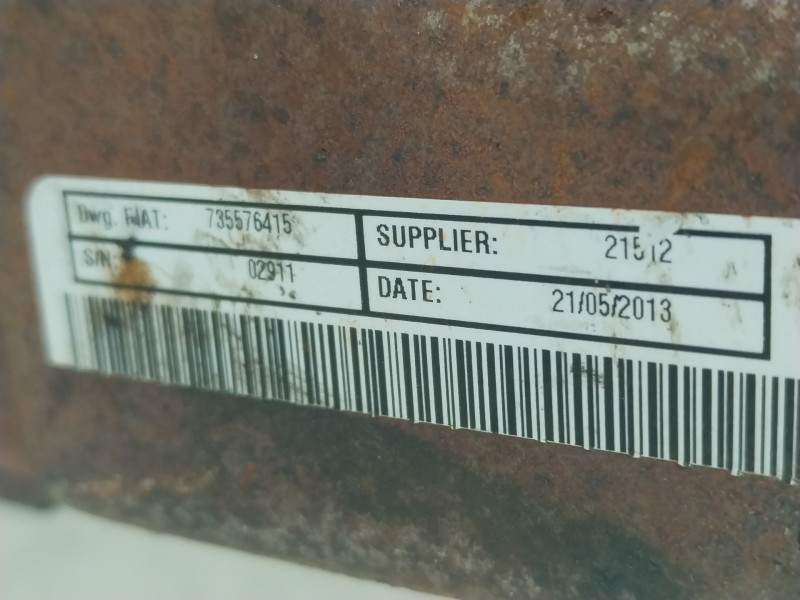 Dwg. FIAT: 735576415
S/N: 02911
SUPPLIER: 21512
DATE: 21/05/2013